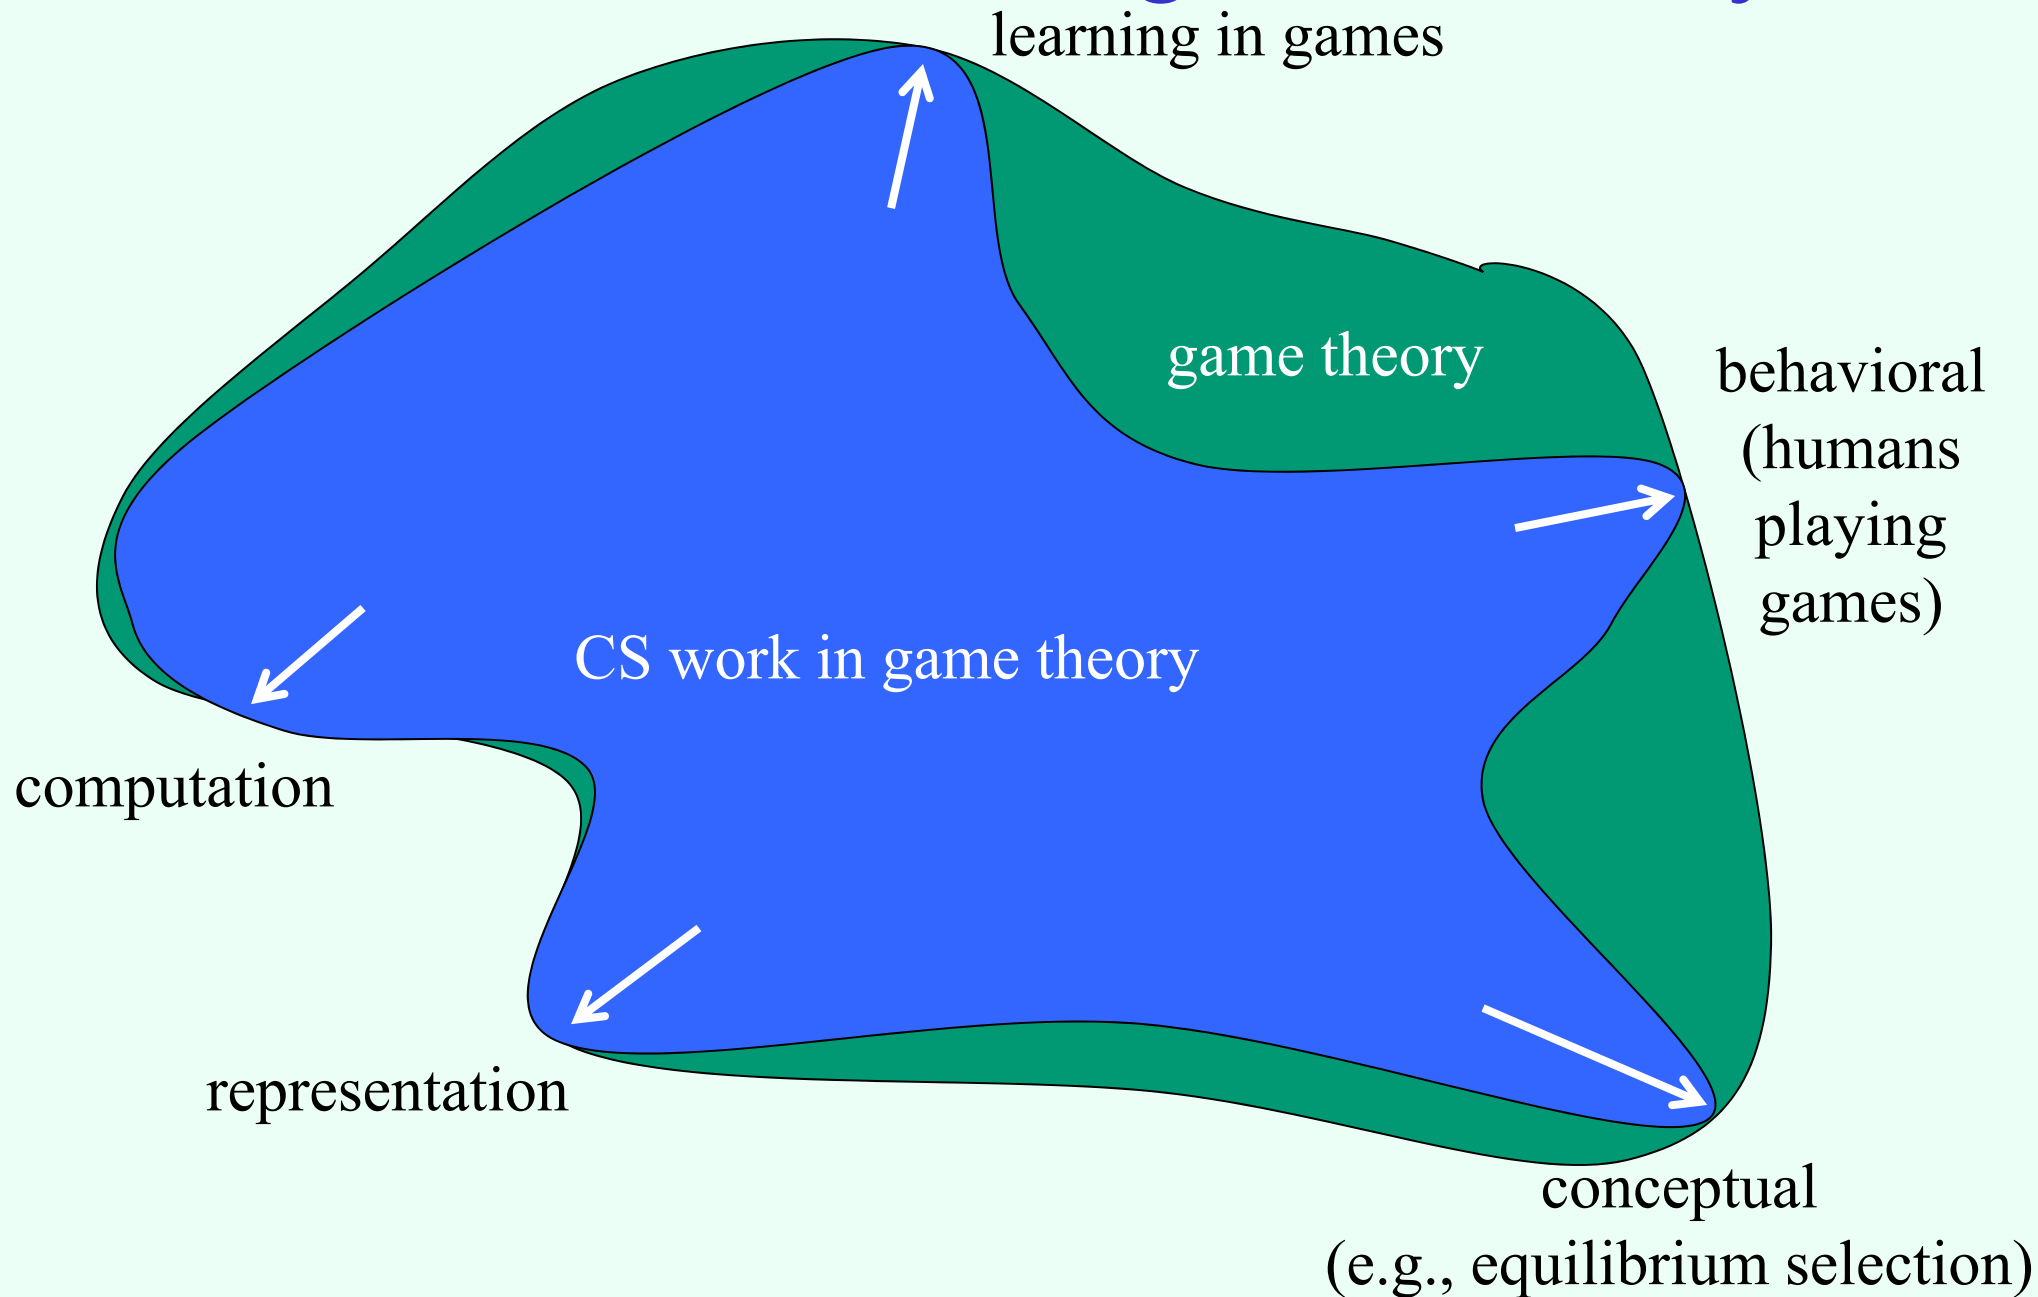 learning in games
game theory
behavioral
(humans
playing
games)
CS work in game theory
computation
representation
conceptual
(e.g., equilibrium selection)